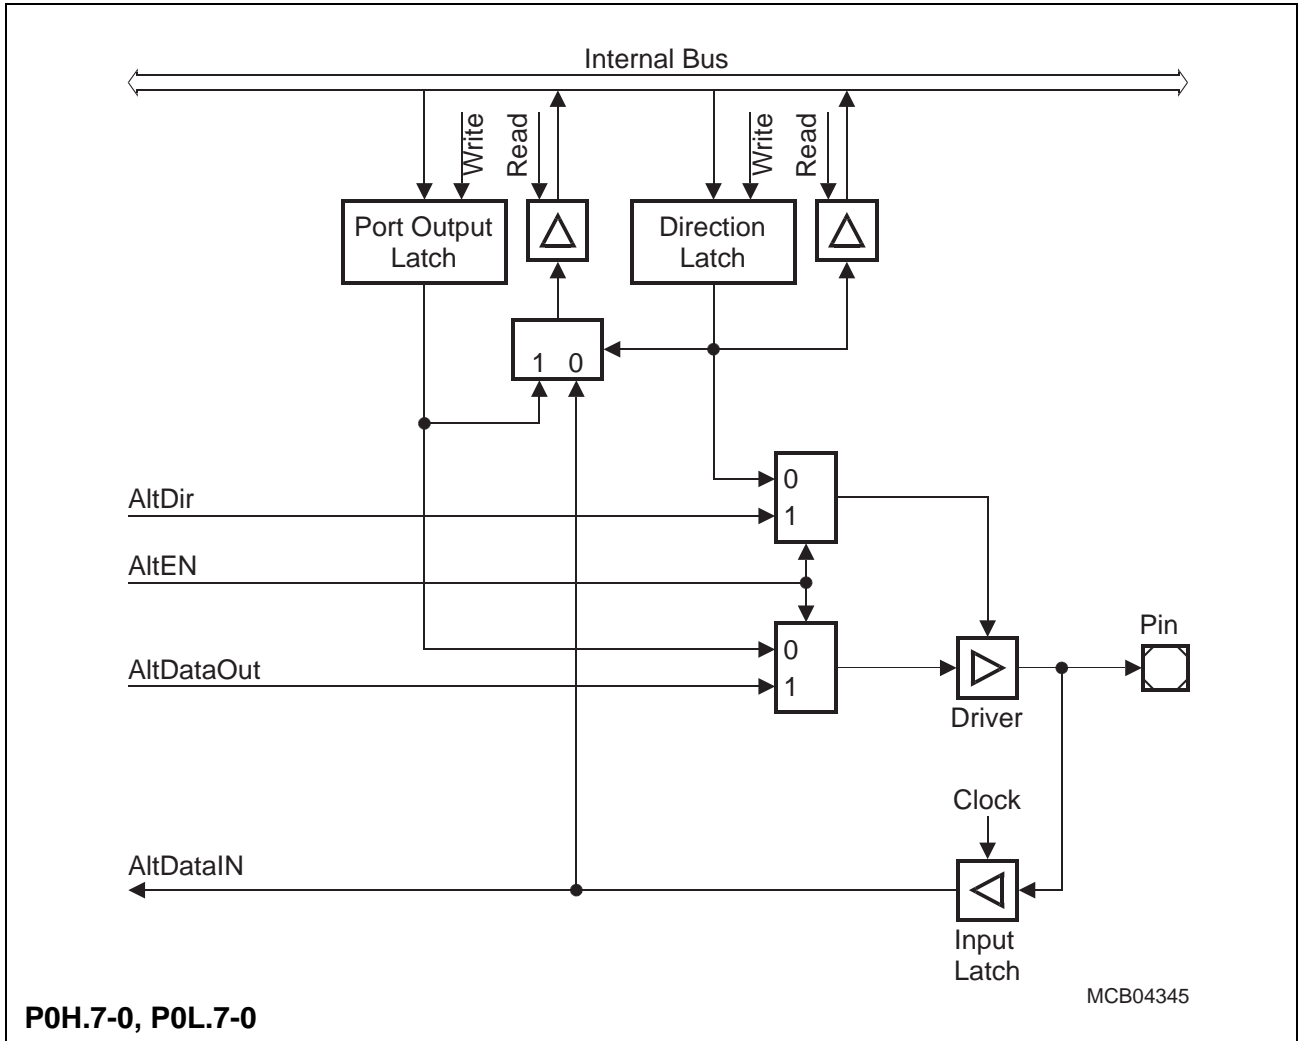 Internal Bus
Write
Read
Write
Read
Port Output
Latch
Direction
Latch
1 0
AltDir
0
1
AltEN
AltDataOut
0
1
Pin
Driver
Clock
AltDataIN
Input
Latch
MCB04345
P0H.7-0, P0L.7-0